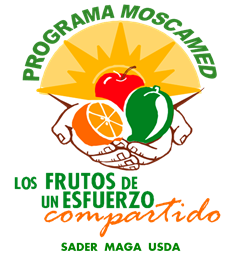 PROGRAMA MOSCAMED
LOS FRUTOS DE
UN ESFUERZO
compartido
SADER MAGA USDA